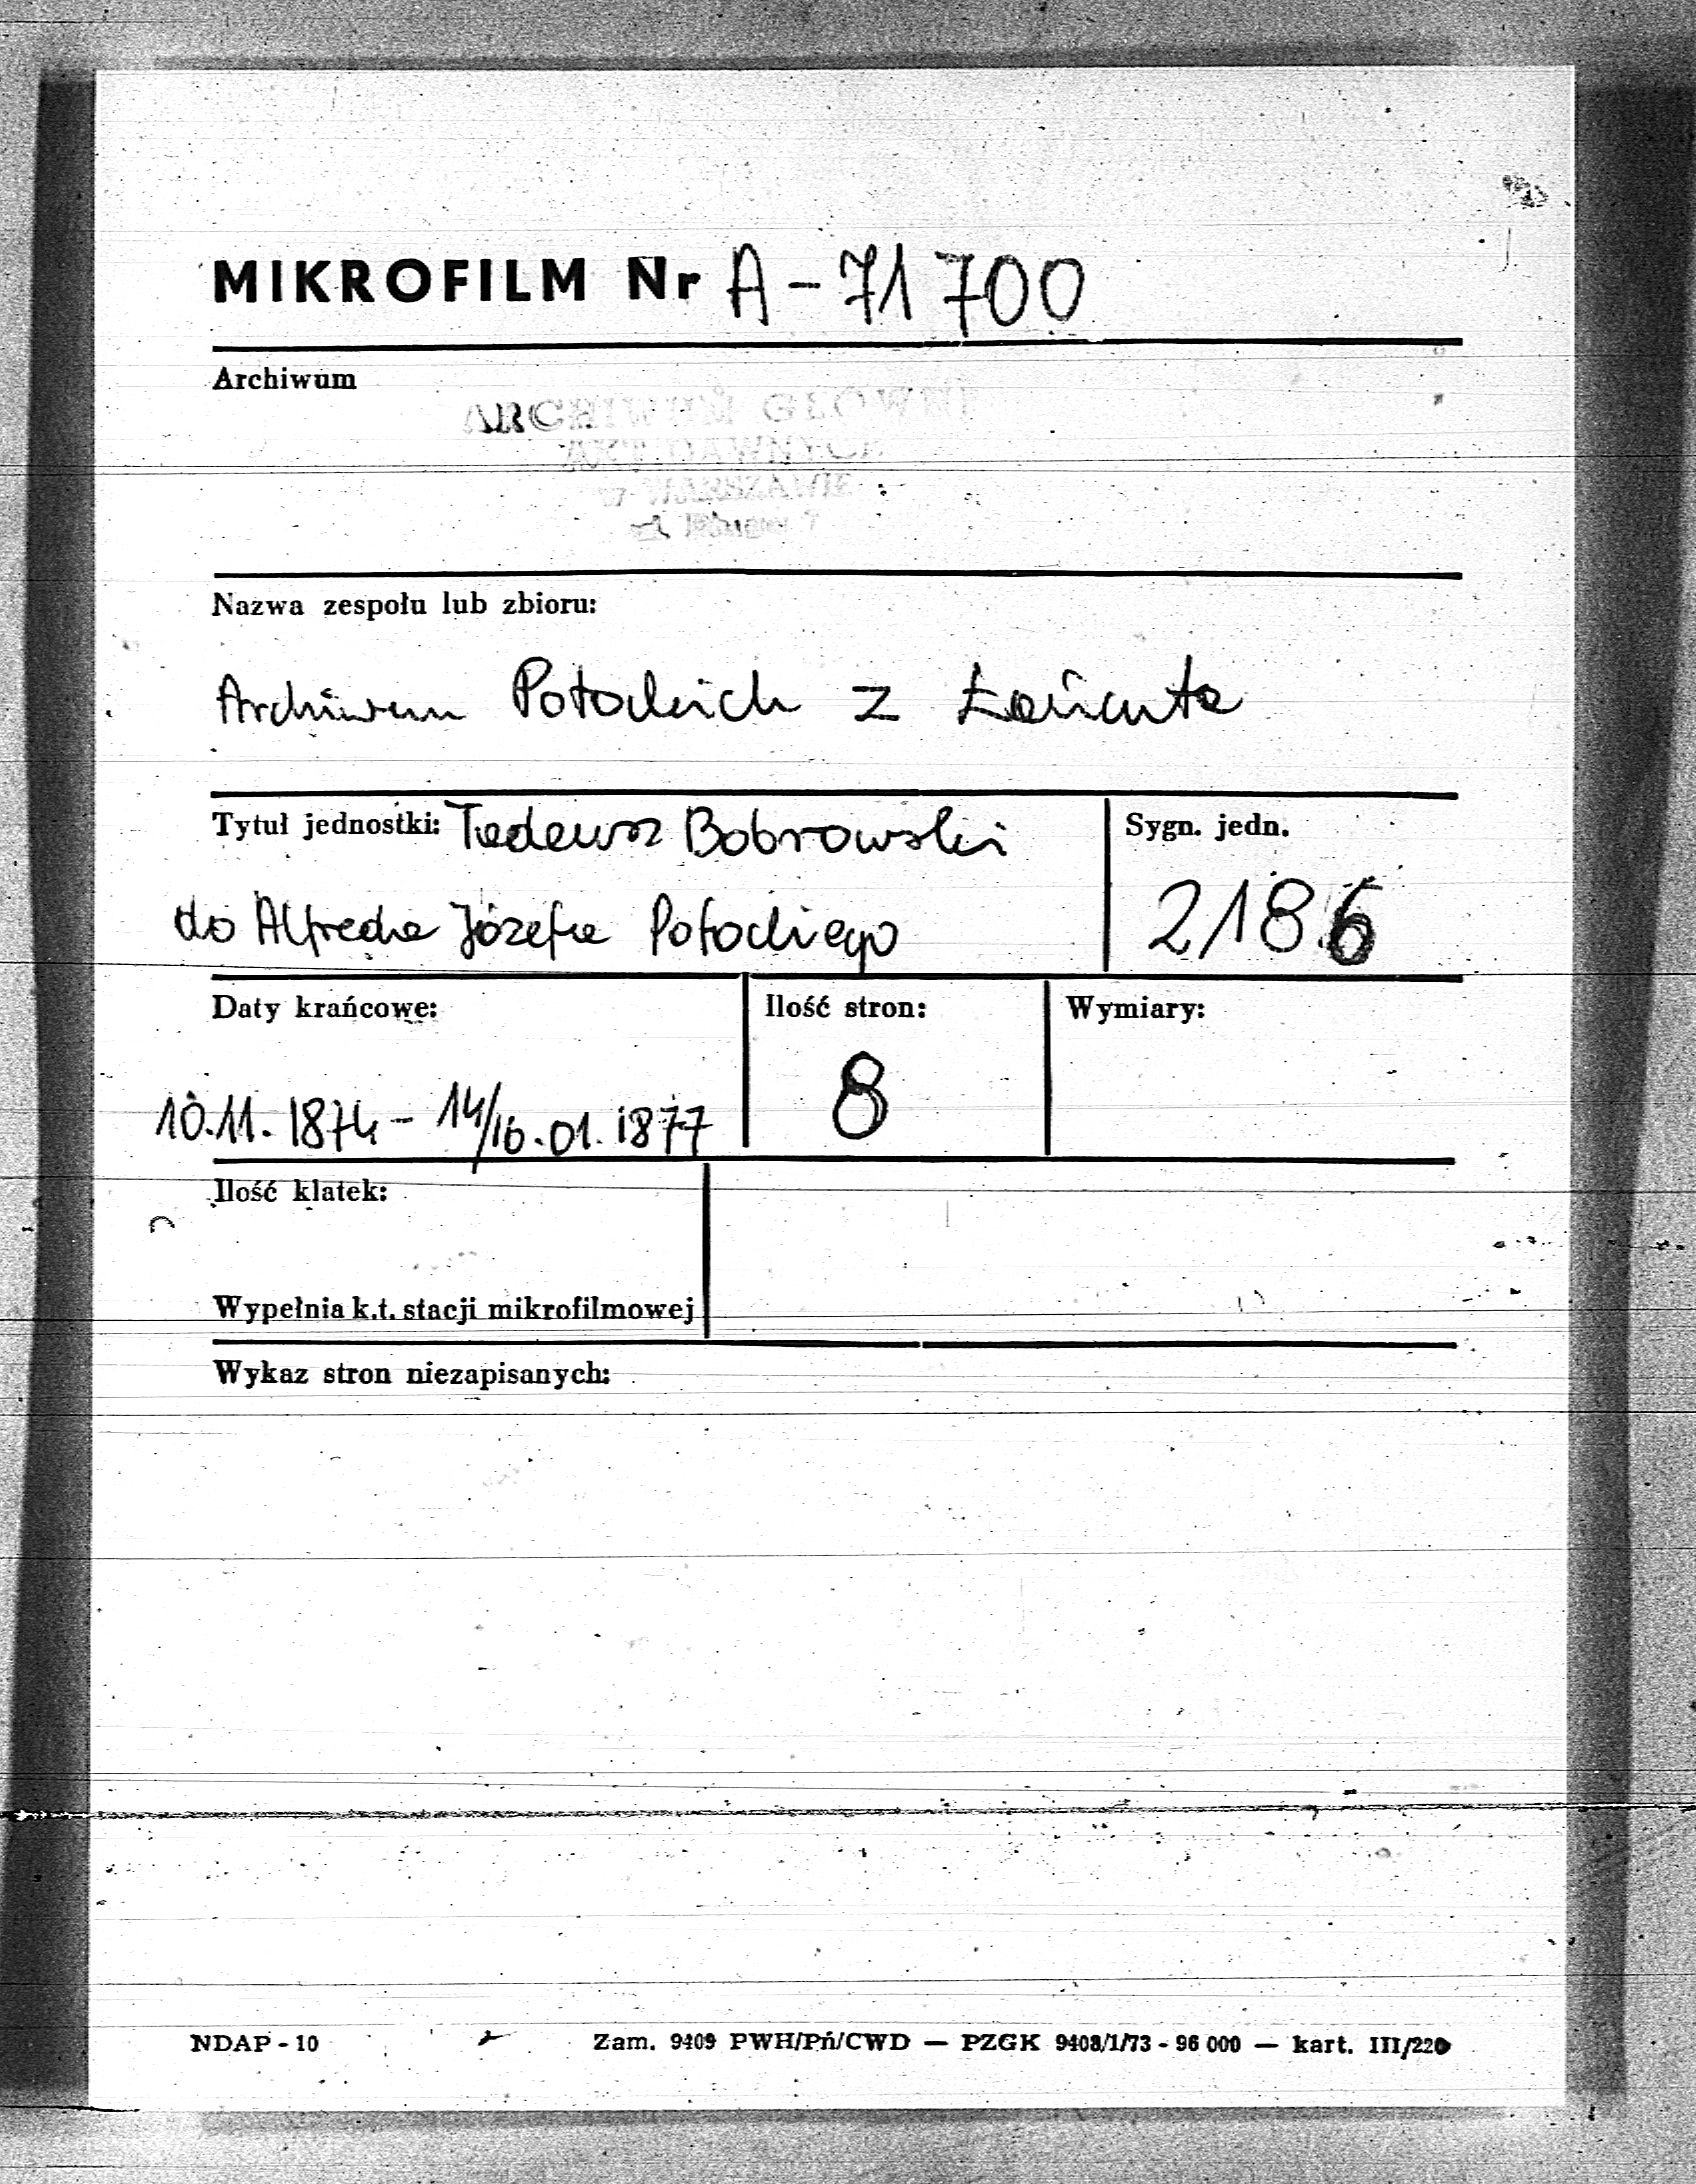 MIKROFILM Nr A-71 700
Archiwum
ARCHIWUM GŁÓWNE
AKT DAWNYCH
w WARSZAWIE
Nazwa zespołu lub zbioru:
Archiwum Potockich z Łańcuta
Tytuł jednostki: Tadeusz Bobrowski
Sygn. jedn.
do Alfreda Józefa Potockiego
2186
Daty krańcowe:
Ilość stron:
Wymiary:
10.11.1874 - 14/16.01.1877
8
Ilość klatek:
Wypełnia k.t. stacji mikrofilmowej
Wykaz stron niezapisanych:
NDAP - 10
Zam. 9409 PWH/Pń/CWD — PZGK 9408/1/73 - 96 000 — kart. III/220